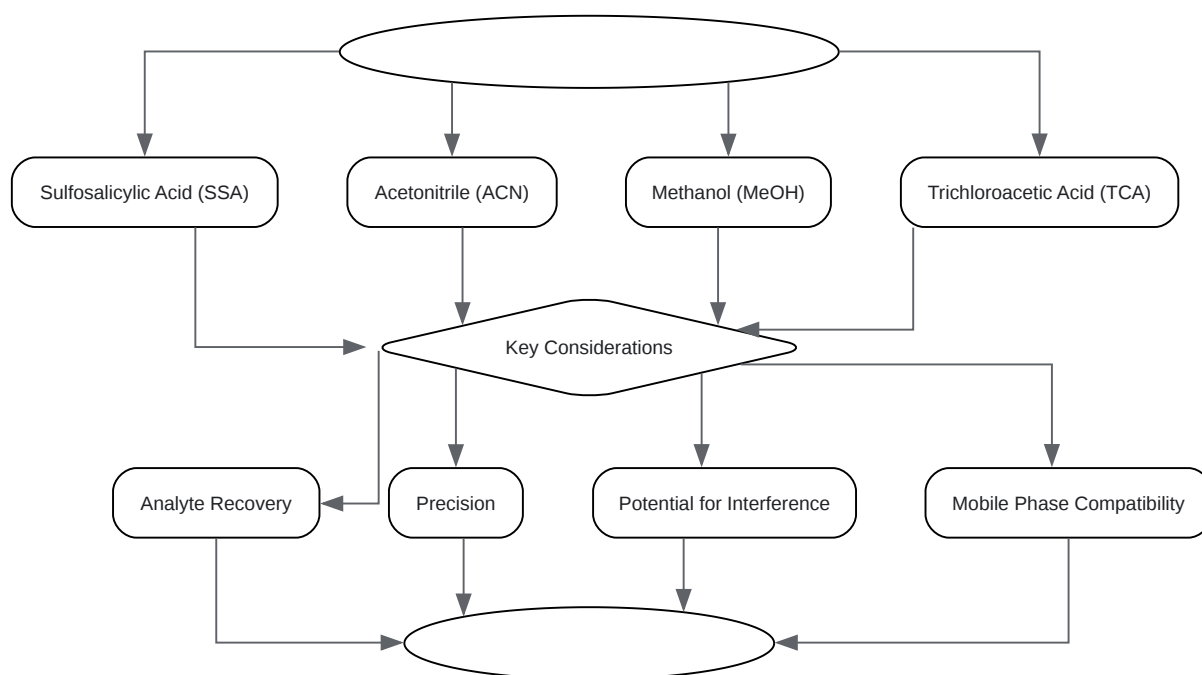 Sulfosalicylic Acid (SSA)
Acetonitrile (ACN)
Methanol (MeOH)
Trichloroacetic Acid (TCA)
Key Considerations
Analyte Recovery
Precision
Potential for Interference
Mobile Phase Compatibility